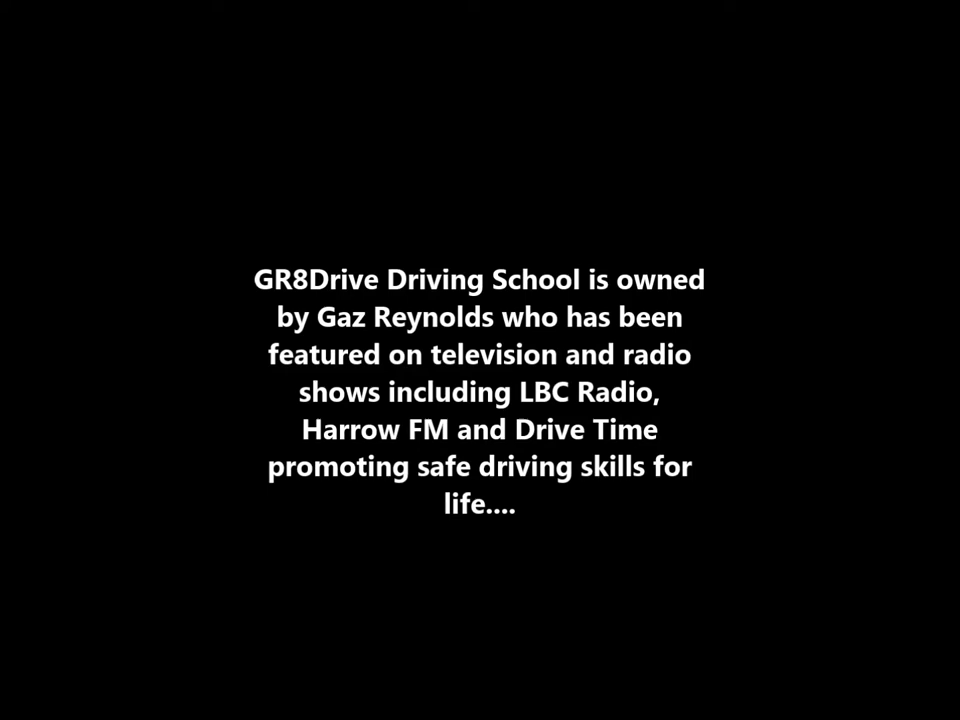 GR8Drive Driving School is owned
by Gaz Reynolds who has been
featured on television and radio
shows including LBC Radio,
Harrow FM and Drive Time
promoting safe driving skills for
life....